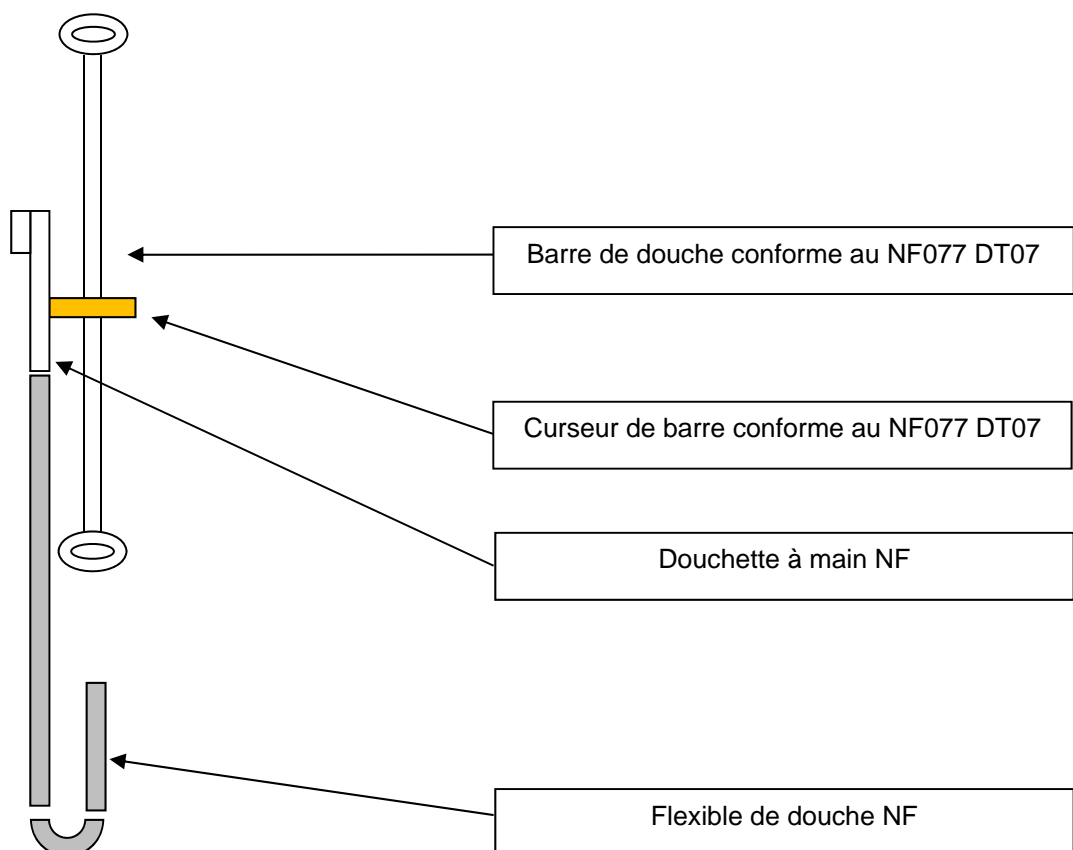 Barre de douche conforme au NF077 DT07
Curseur de barre conforme au NF077 DT07
Douchette à main NF
Flexible de douche NF